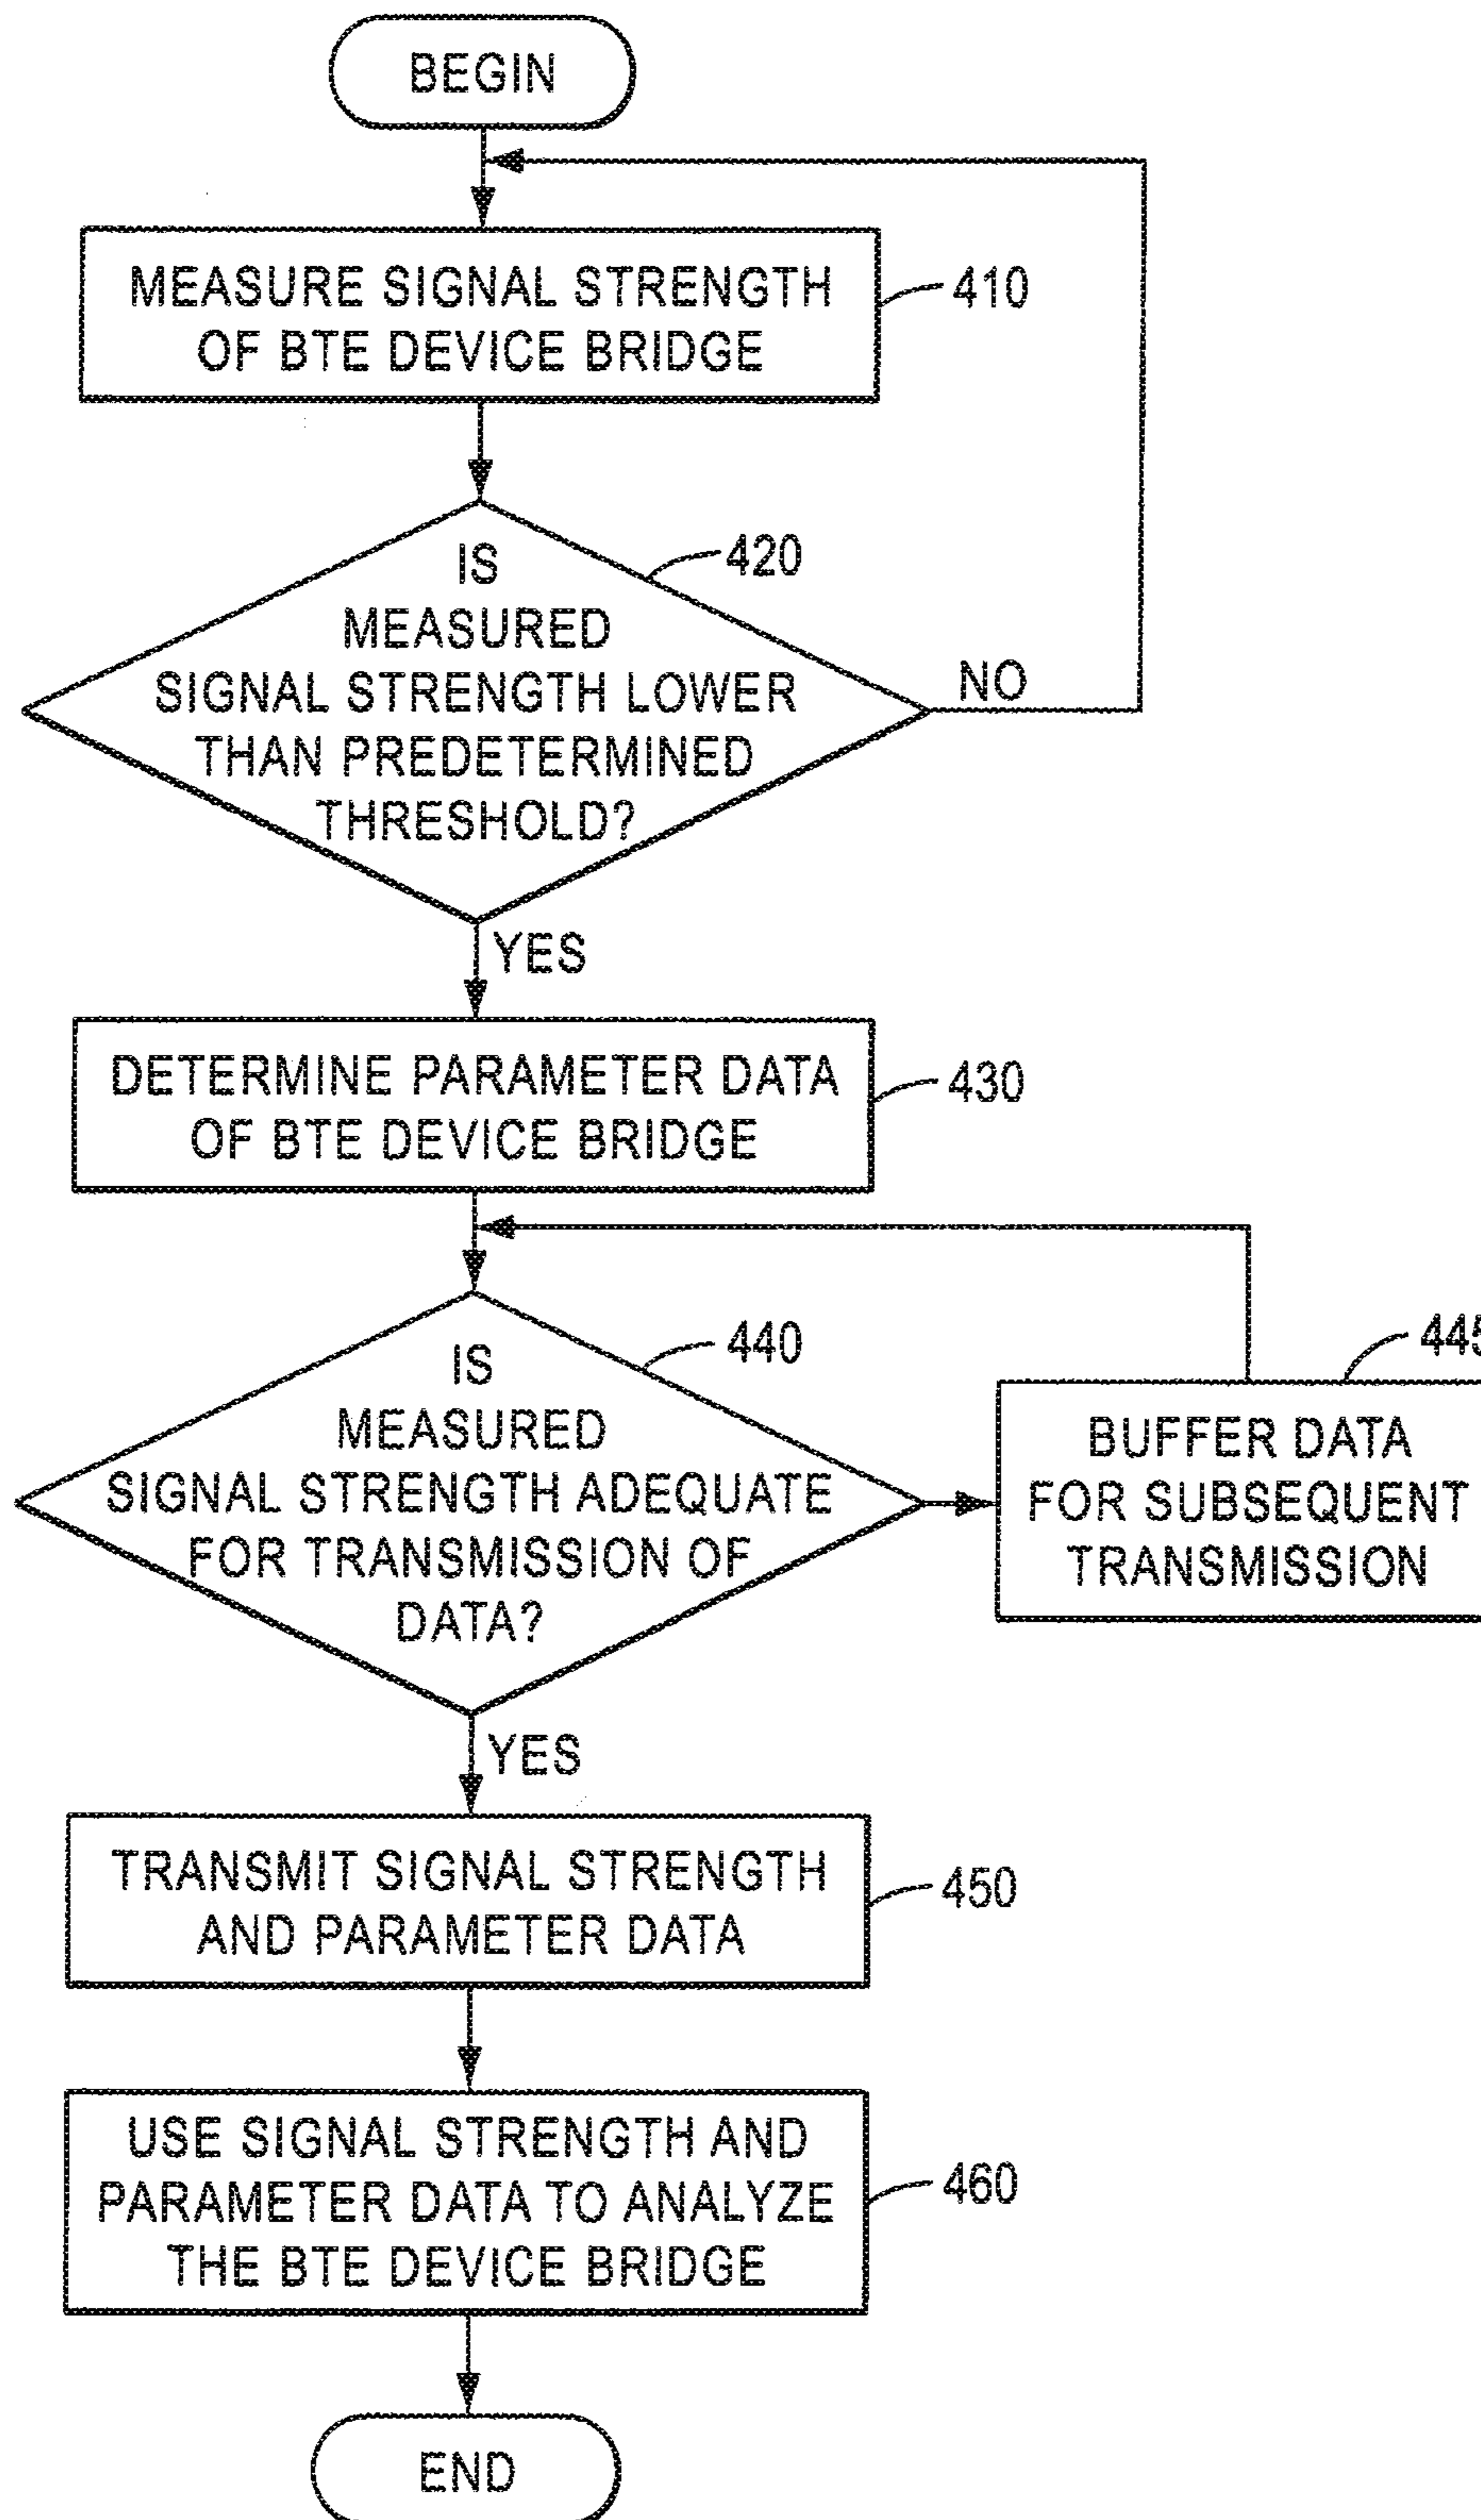 BEGIN
MEASURE SIGNAL STRENGTH
OF BTE DEVICE BRIDGE
410
IS
MEASURED
SIGNAL STRENGTH LOWER
THAN PREDETERMINED
THRESHOLD?
420
NO
YES
DETERMINE PARAMETER DATA
OF BTE DEVICE BRIDGE
430
IS
MEASURED
SIGNAL STRENGTH ADEQUATE
FOR TRANSMISSION OF
DATA?
440
445
BUFFER DATA
FOR SUBSEQUENT
TRANSMISSION
YES
TRANSMIT SIGNAL STRENGTH
AND PARAMETER DATA
450
USE SIGNAL STRENGTH AND
PARAMETER DATA TO ANALYZE
THE BTE DEVICE BRIDGE
460
END